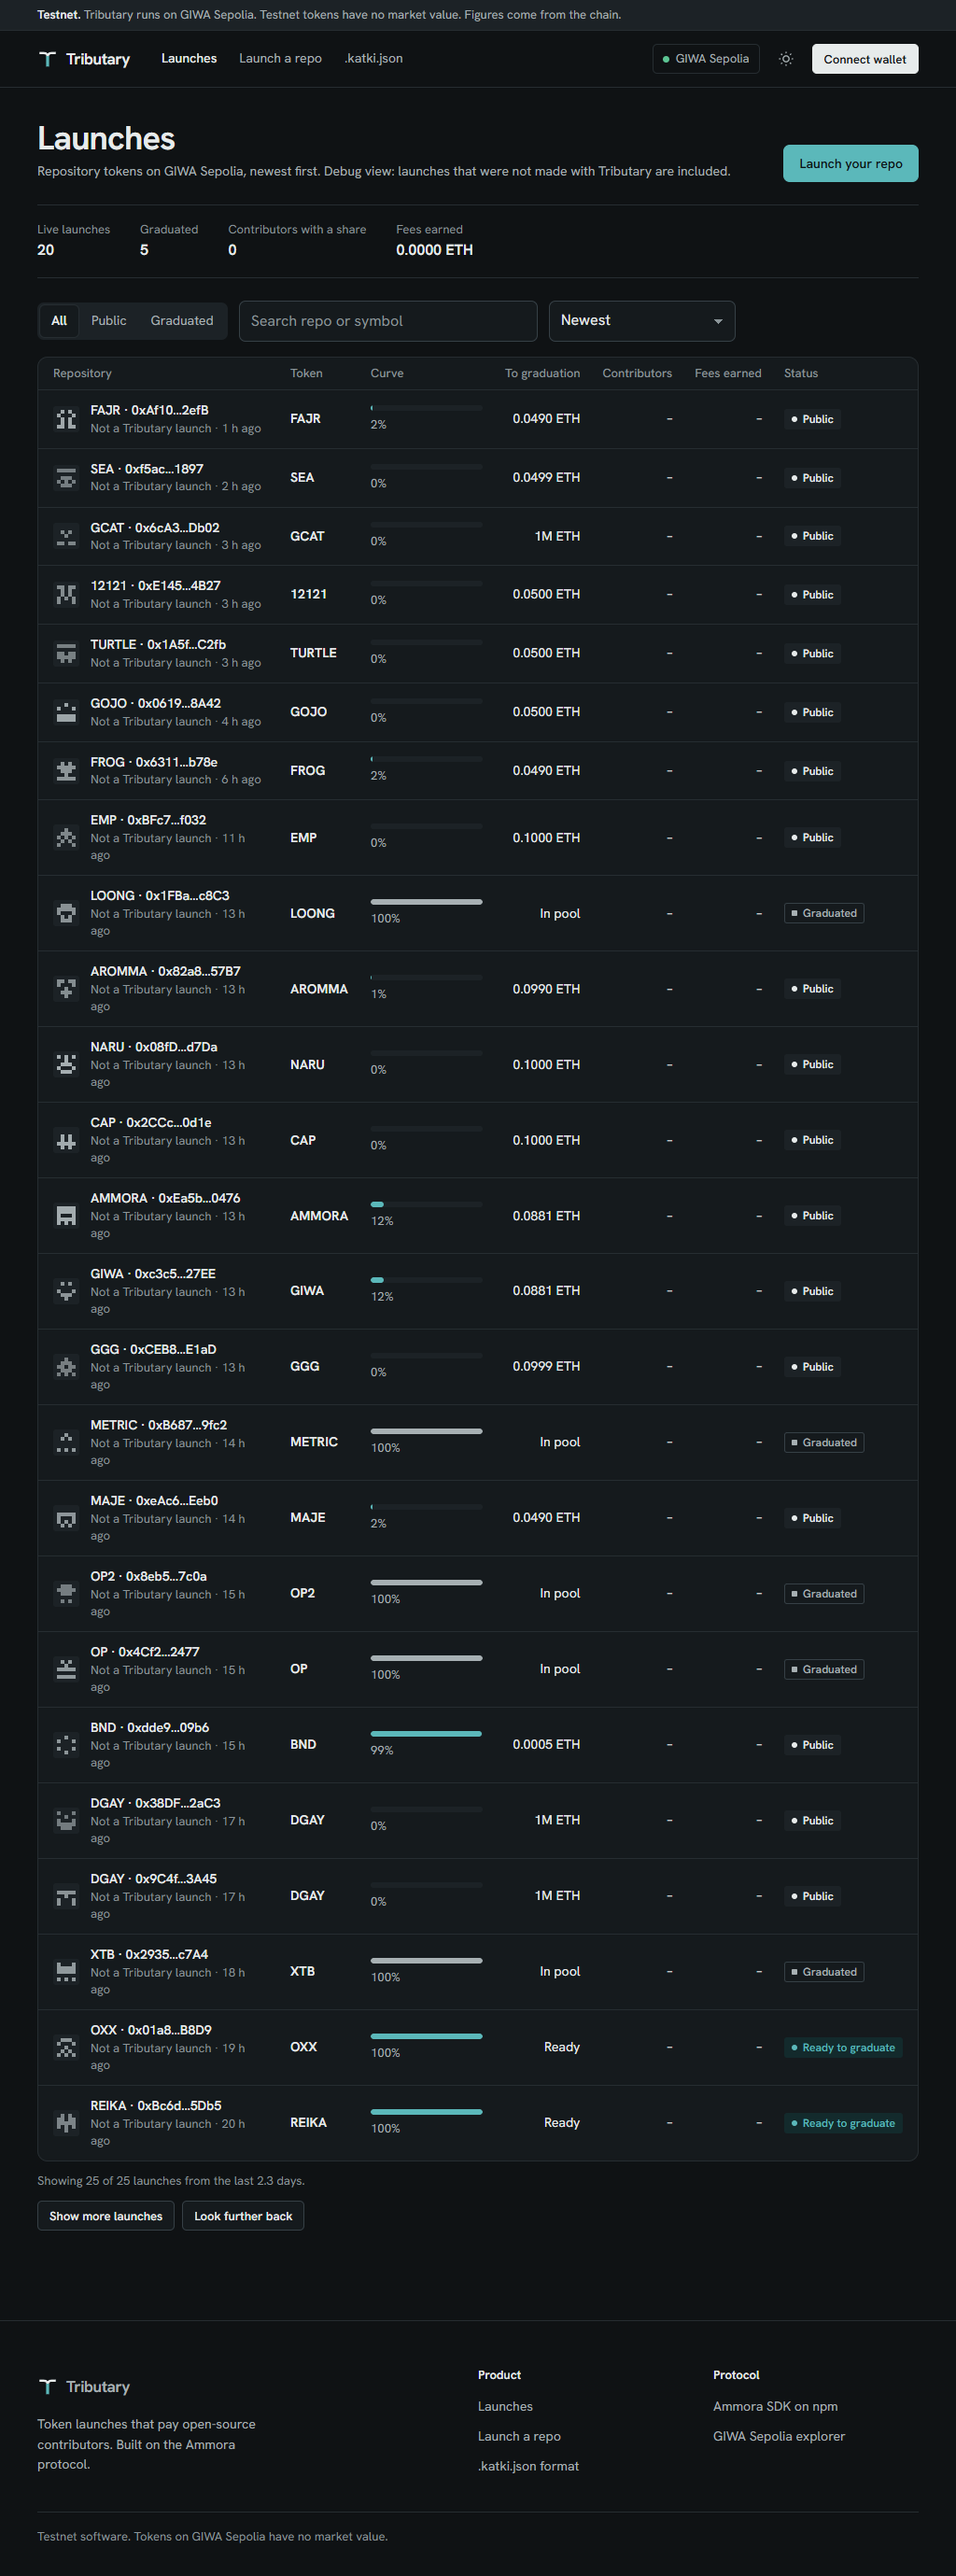 Testnet. Tributary runs on GIWA Sepolia. Testnet tokens have no market value. Figures come from the chain.
Tributary Launches Launch a repo .katki.json GIWA Sepolia Connect wallet
Launches
Repository tokens on GIWA Sepolia, newest first. Debug view: launches that were not made with Tributary are included.
Launch your repo
Live launches Graduated Contributors with a share Fees earned
20 5 0 0.0000 ETH
All Public Graduated Search repo or symbol Newest
Repository Token Curve To graduation Contributors Fees earned Status
FAJR · 0xAf10...2efB
Not a Tributary launch · 1 h ago
FAJR 2% 0.0490 ETH – – Public
SEA · 0xf5ac...1897
Not a Tributary launch · 2 h ago
SEA 0% 0.0499 ETH – – Public
GCAT · 0x6cA3...Db02
Not a Tributary launch · 3 h ago
GCAT 0% 1M ETH – – Public
12121 · 0xE145...4B27
Not a Tributary launch · 3 h ago
12121 0% 0.0500 ETH – – Public
TURTLE · 0x1A5f...C2fb
Not a Tributary launch · 3 h ago
TURTLE 0% 0.0500 ETH – – Public
GOJO · 0x0619...8A42
Not a Tributary launch · 4 h ago
GOJO 0% 0.0500 ETH – – Public
FROG · 0x6311...b78e
Not a Tributary launch · 6 h ago
FROG 2% 0.0490 ETH – – Public
EMP · 0xBFc7...f032
Not a Tributary launch · 11 h
ago
EMP 0% 0.1000 ETH – – Public
LOONG · 0x1FBa...c8C3
Not a Tributary launch · 13 h
ago
LOONG 100% In pool – – Graduated
AROMMA · 0x82a8...57B7
Not a Tributary launch · 13 h
ago
AROMMA 1% 0.0990 ETH – – Public
NARU · 0x08fD...d7Da
Not a Tributary launch · 13 h
ago
NARU 0% 0.1000 ETH – – Public
CAP · 0x2CCc...0d1e
Not a Tributary launch · 13 h
ago
CAP 0% 0.1000 ETH – – Public
AMMORA · 0xEa5b...0476
Not a Tributary launch · 13 h
ago
AMMORA 12% 0.0881 ETH – – Public
GIWA · 0xc3c5...27EE
Not a Tributary launch · 13 h
ago
GIWA 12% 0.0881 ETH – – Public
GGG · 0xCEB8...E1aD
Not a Tributary launch · 13 h
ago
GGG 0% 0.0999 ETH – – Public
METRIC · 0xB687...9fc2
Not a Tributary launch · 14 h
ago
METRIC 100% In pool – – Graduated
MAJE · 0xeAc6...Eeb0
Not a Tributary launch · 14 h
ago
MAJE 2% 0.0490 ETH – – Public
OP2 · 0x8eb5...7c0a
Not a Tributary launch · 15 h
ago
OP2 100% In pool – – Graduated
OP · 0x4Cf2...2477
Not a Tributary launch · 15 h
ago
OP 100% In pool – – Graduated
BND · 0xdde9...09b6
Not a Tributary launch · 15 h
ago
BND 99% 0.0005 ETH – – Public
DGAY · 0x38DF...2aC3
Not a Tributary launch · 17 h
ago
DGAY 0% 1M ETH – – Public
DGAY · 0x9C4f...3A45
Not a Tributary launch · 17 h
ago
DGAY 0% 1M ETH – – Public
XTB · 0x2935...c7A4
Not a Tributary launch · 18 h
ago
XTB 100% In pool – – Graduated
OXX · 0x01a8...B8D9
Not a Tributary launch · 19 h
ago
OXX 100% Ready – – Ready to graduate
REIKA · 0xBc6d...5Db5
Not a Tributary launch · 20 h
ago
REIKA 100% Ready – – Ready to graduate
Showing 25 of 25 launches from the last 2.3 days.
Show more launches Look further back
Tributary
Token launches that pay open-source
contributors. Built on the Ammora
protocol.
Product
Launches
Launch a repo
.katki.json format
Protocol
Ammora SDK on npm
GIWA Sepolia explorer
Testnet software. Tokens on GIWA Sepolia have no market value.